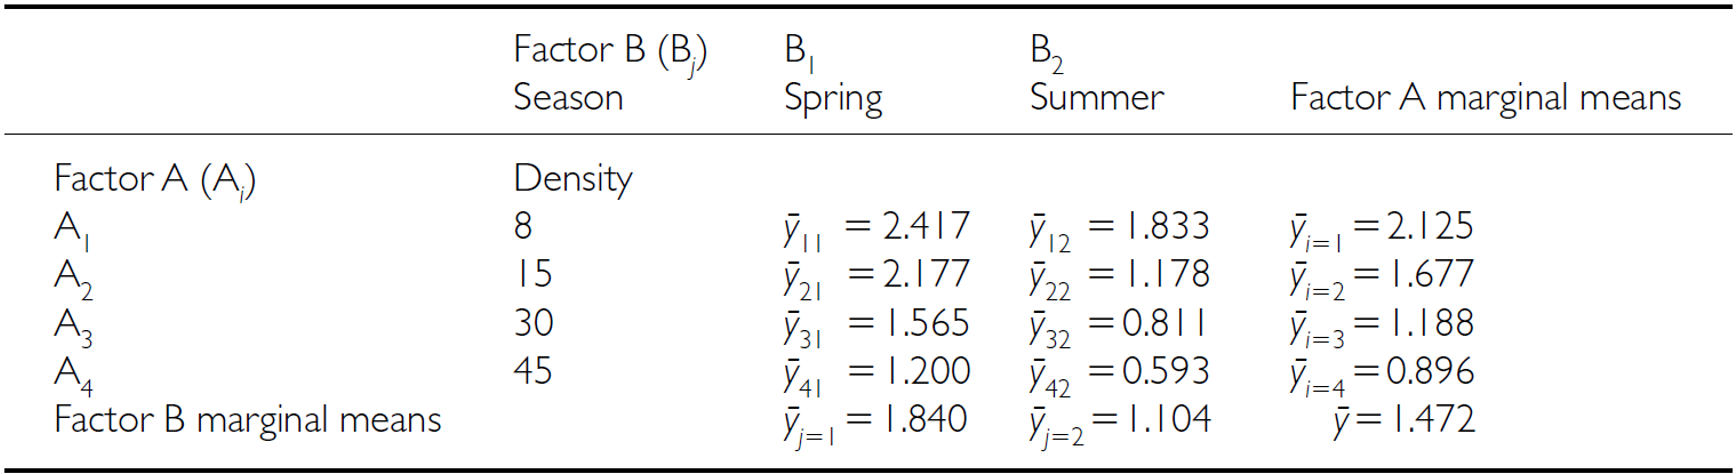 Factor B (Bj) B1 B2
Season Spring Summer Factor A marginal means
Factor A (Ai) Density
A1 8 ȳ11 = 2.417 ȳ12 = 1.833 ȳi=1 = 2.125
A2 15 ȳ21 = 2.177 ȳ22 = 1.178 ȳi=2 = 1.677
A3 30 ȳ31 = 1.565 ȳ32 = 0.811 ȳi=3 = 1.188
A4 45 ȳ41 = 1.200 ȳ42 = 0.593 ȳi=4 = 0.896
Factor B marginal means ȳj=1 = 1.840 ȳj=2 = 1.104 ȳ = 1.472